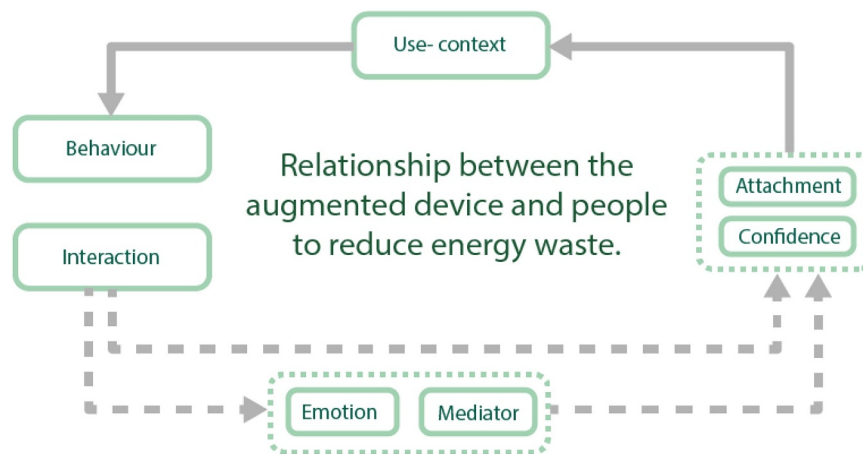 Use- context
Behaviour
Relationship between the
augmented device and people
to reduce energy waste.
Attachment
Confidence
Interaction
Emotion
Mediator